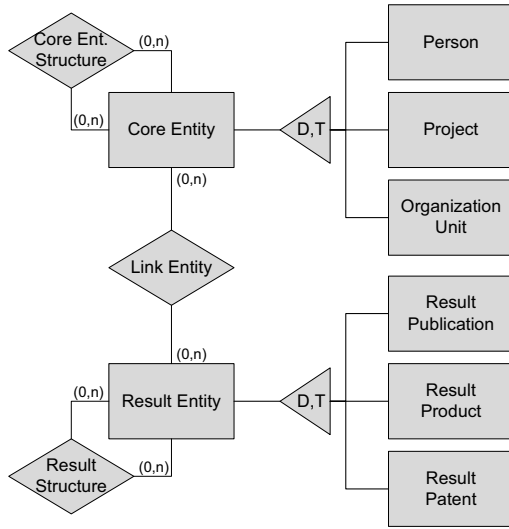 Core Ent.
Structure
(0,n)
(0,n)
Core Entity
(0,n)
D,T
Person
Project
Organization
Unit
Link Entity
(0,n)
Result Entity
(0,n)
(0,n)
Result
Structure
D,T
Result
Publication
Result
Product
Result
Patent